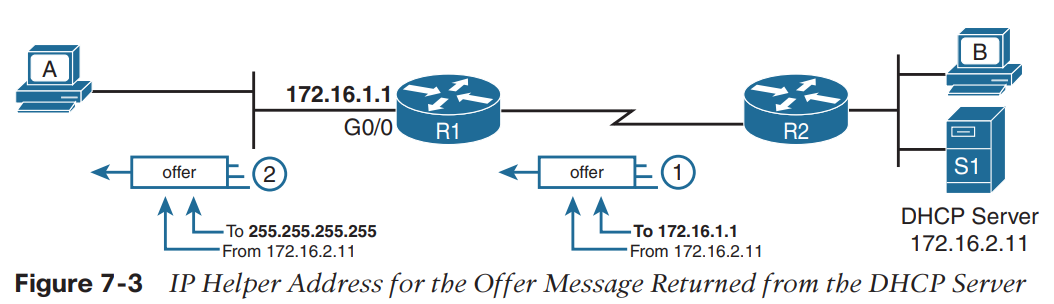 A
B
172.16.1.1
G0/0
R1
R2
S1
offer
2
offer
1
To 255.255.255.255
From 172.16.2.11
To 172.16.1.1
From 172.16.2.11
DHCP Server
172.16.2.11
Figure 7-3 IP Helper Address for the Offer Message Returned from the DHCP Server